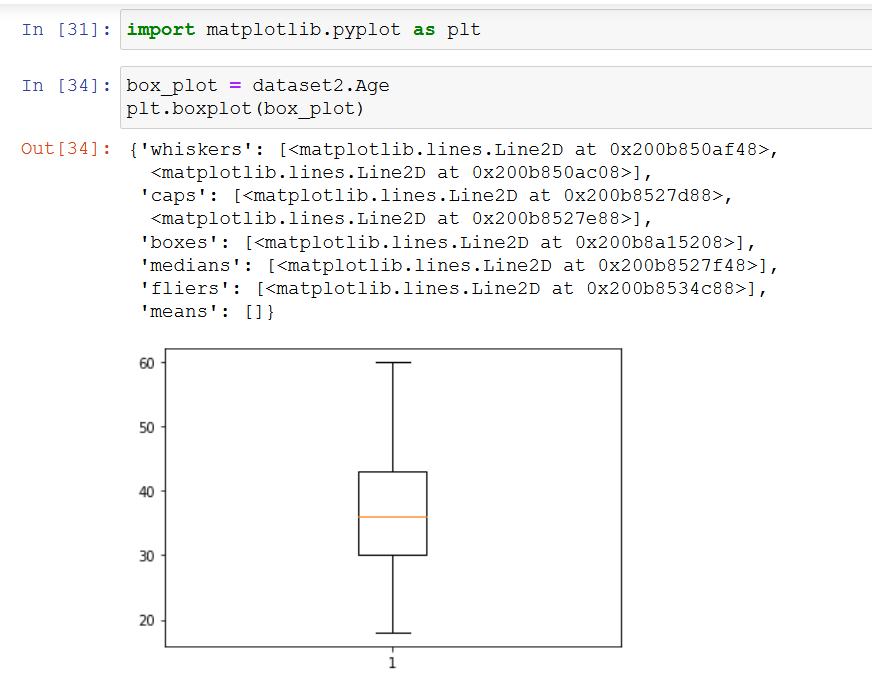 In [31]: import matplotlib.pyplot as plt
In [34]: box_plot = dataset2.Age
plt.boxplot(box_plot)
Out[34]: {'whiskers': [<matplotlib.lines.Line2D at 0x200b850af48>,
<matplotlib.lines.Line2D at 0x200b850ac08>],
'caps': [<matplotlib.lines.Line2D at 0x200b8527d88>,
<matplotlib.lines.Line2D at 0x200b8527e88>],
'boxes': [<matplotlib.lines.Line2D at 0x200b8a15208>],
'medians': [<matplotlib.lines.Line2D at 0x200b8527f48>],
'fliers': [<matplotlib.lines.Line2D at 0x200b8534c88>],
'means': []}
60
50
40
30
20
1